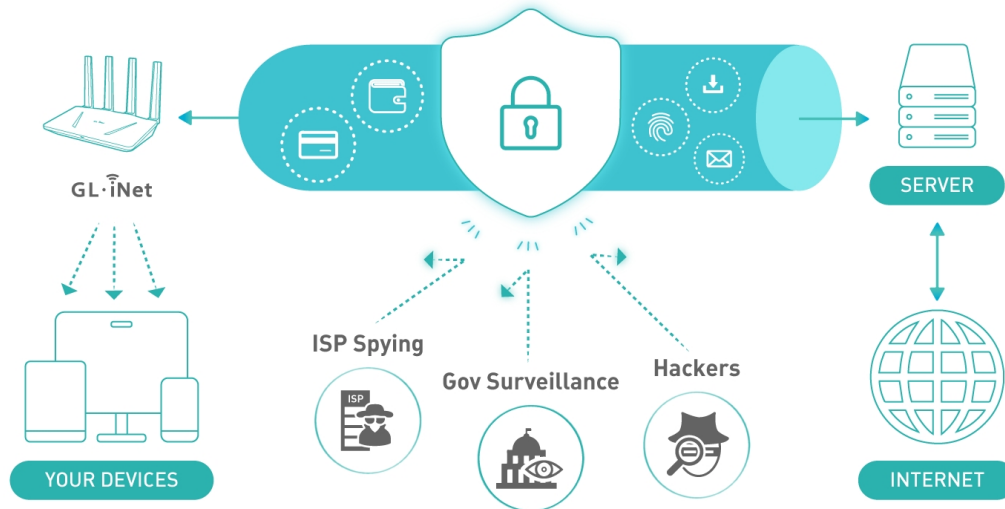 GL·iNet
SERVER
ISP Spying
Gov Surveillance
Hackers
ISP
YOUR DEVICES
INTERNET